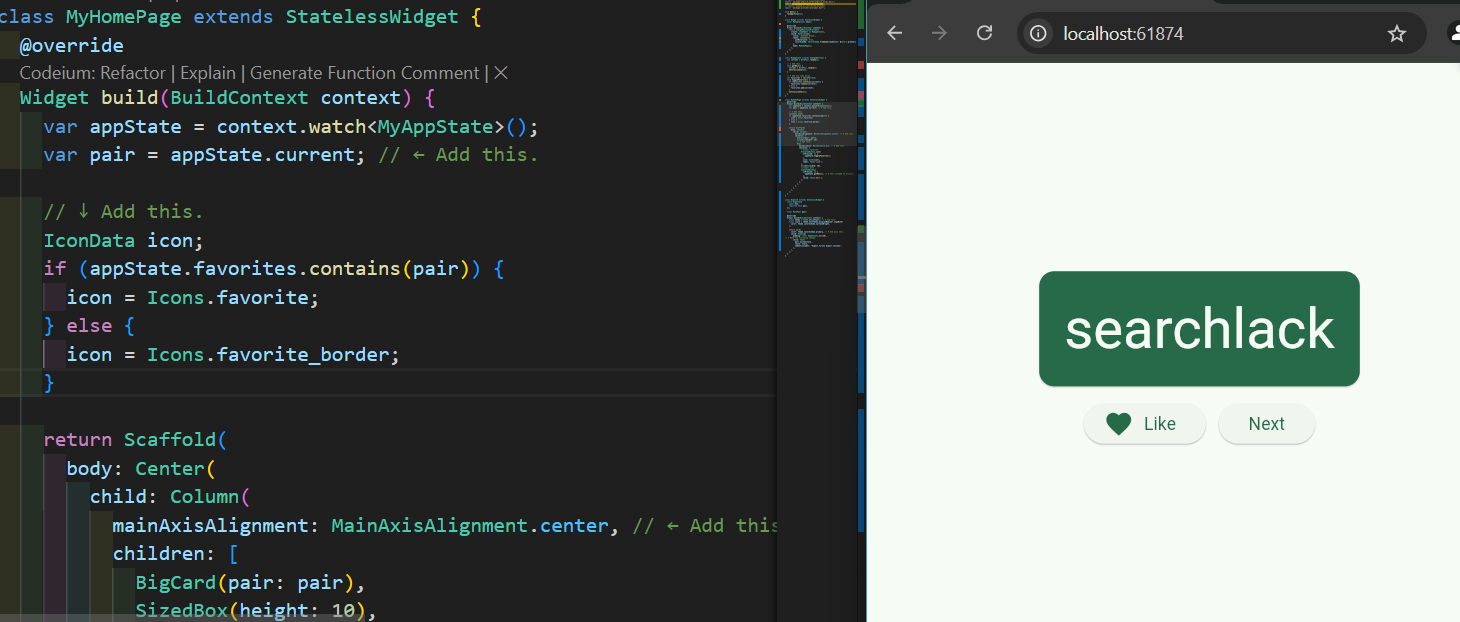 class MyHomePage extends StatelessWidget {
@override
Codeium: Refactor | Explain | Generate Function Comment | ✕
Widget build(BuildContext context) {
var appState = context.watch<MyAppState>();
var pair = appState.current; // ← Add this.
// ↓ Add this.
IconData icon;
if (appState.favorites.contains(pair)) {
icon = Icons.favorite;
} else {
icon = Icons.favorite_border;
}
return Scaffold(
body: Center(
child: Column(
mainAxisAlignment: MainAxisAlignment.center, // ← Add this
children: [
BigCard(pair: pair),
SizedBox(height: 10),
localhost:61874
searchlack
Like
Next